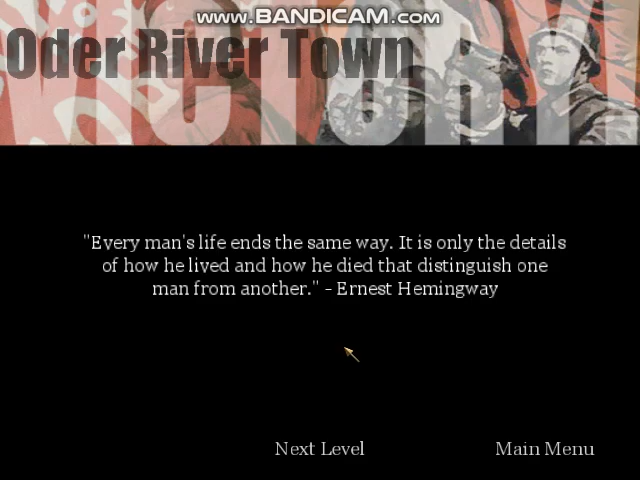 www.BANDICAM.com
VICTORY!
Oder River Town
"Every man's life ends the same way. It is only the details
of how he lived and how he died that distinguish one
man from another." - Ernest Hemingway
Next Level
Main Menu